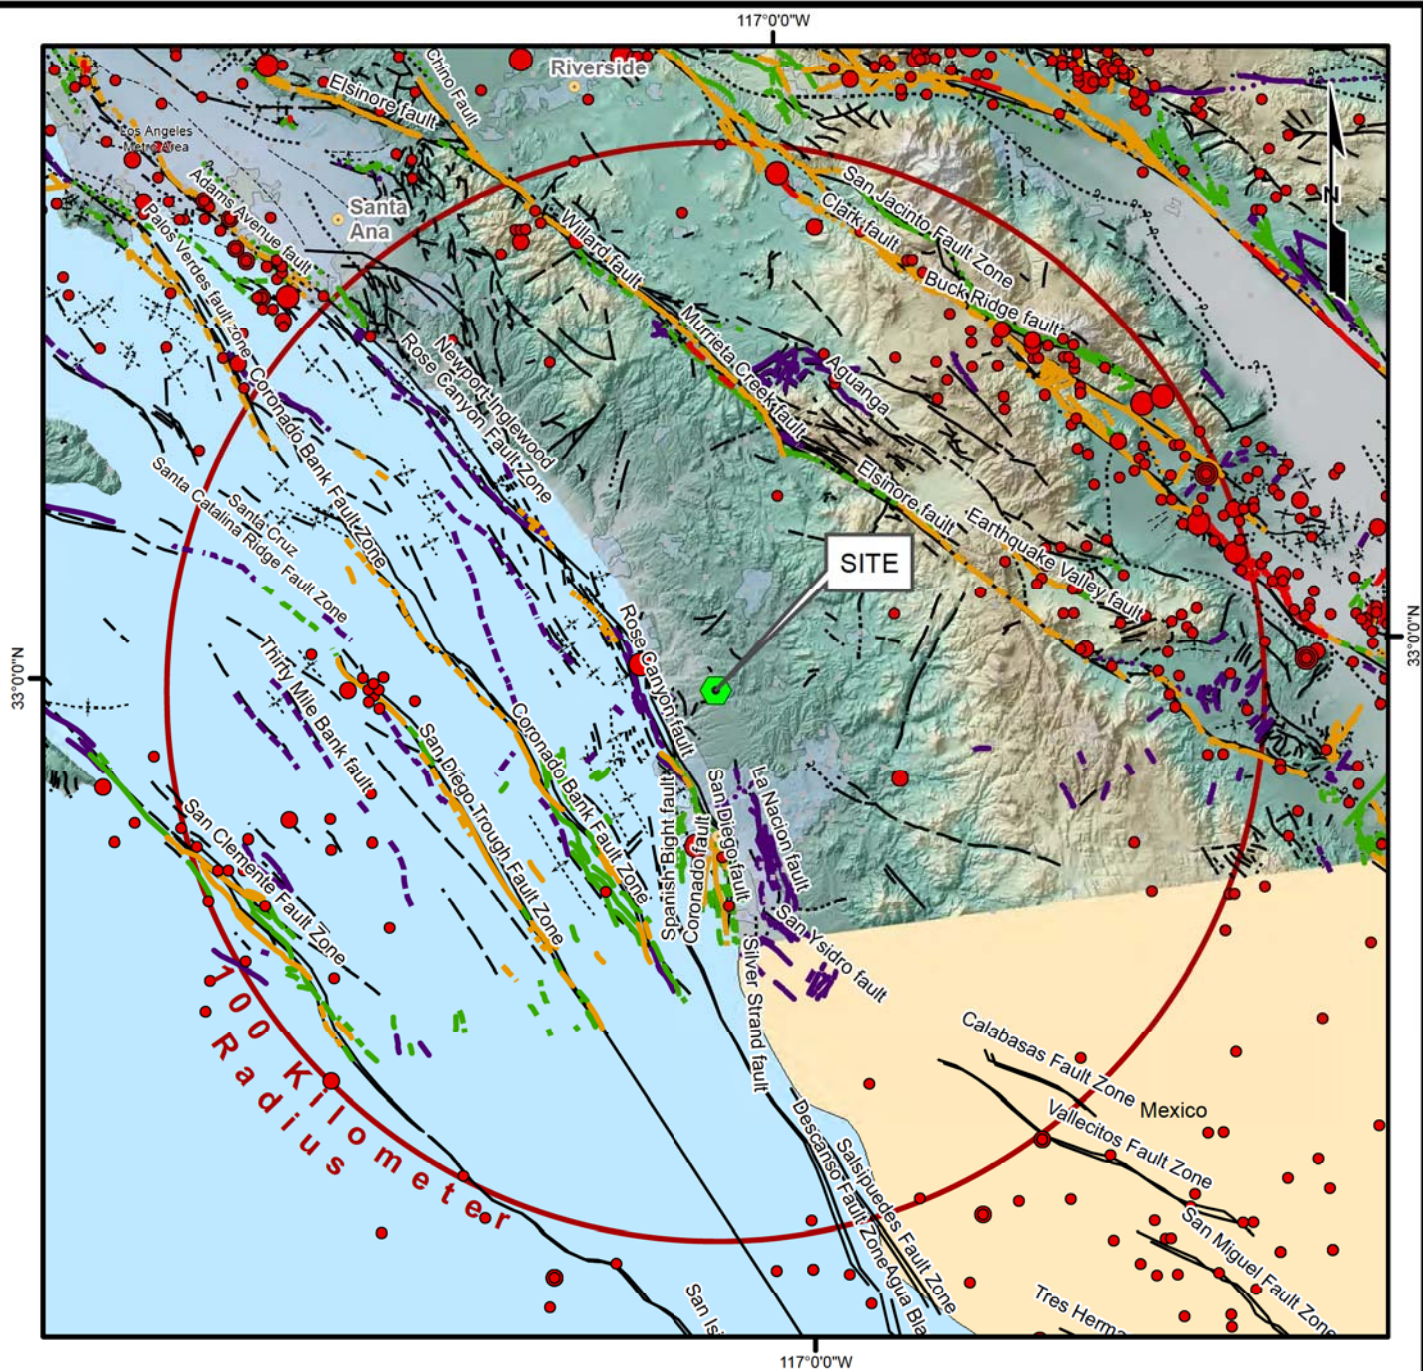 117°0'0"W
Riverside
Chino Fault
Elsinore fault
Los Angeles
Metro Area
N
Adams Avenue fault
Santa
Ana
San Jacinto Fault Zone
Clark fault
Willard fault
Palos Verdes fault zone
Buck Ridge fault
Murrieta Creek fault
Newport-Inglewood
Rose Canyon Fault Zone
Aguanga
Coronado Bank Fault Zone
Santa Cruz
Santa Catalina Ridge Fault Zone
Elsinore fault
Earthquake Valley fault
SITE
33°0'0"N
33°0'0"N
Rose Canyon fault
Thirty Mile Bank fault
San Diego Trough Fault Zone
Coronado Bank Fault Zone
Spanish Bight fault
Coronado fault
San Diego fault
La Nacion fault
San Clemente Fault Zone
San Ysidro fault
Silver Strand fault
100 Kilometer
Radius
Calabasas Fault Zone
Mexico
Vallecitos Fault Zone
Descanso Fault Zone
Salsipuedes Fault Zone
San Miguel Fault Zone
Agua Bla
San Isi
Tres Herma
117°0'0"W